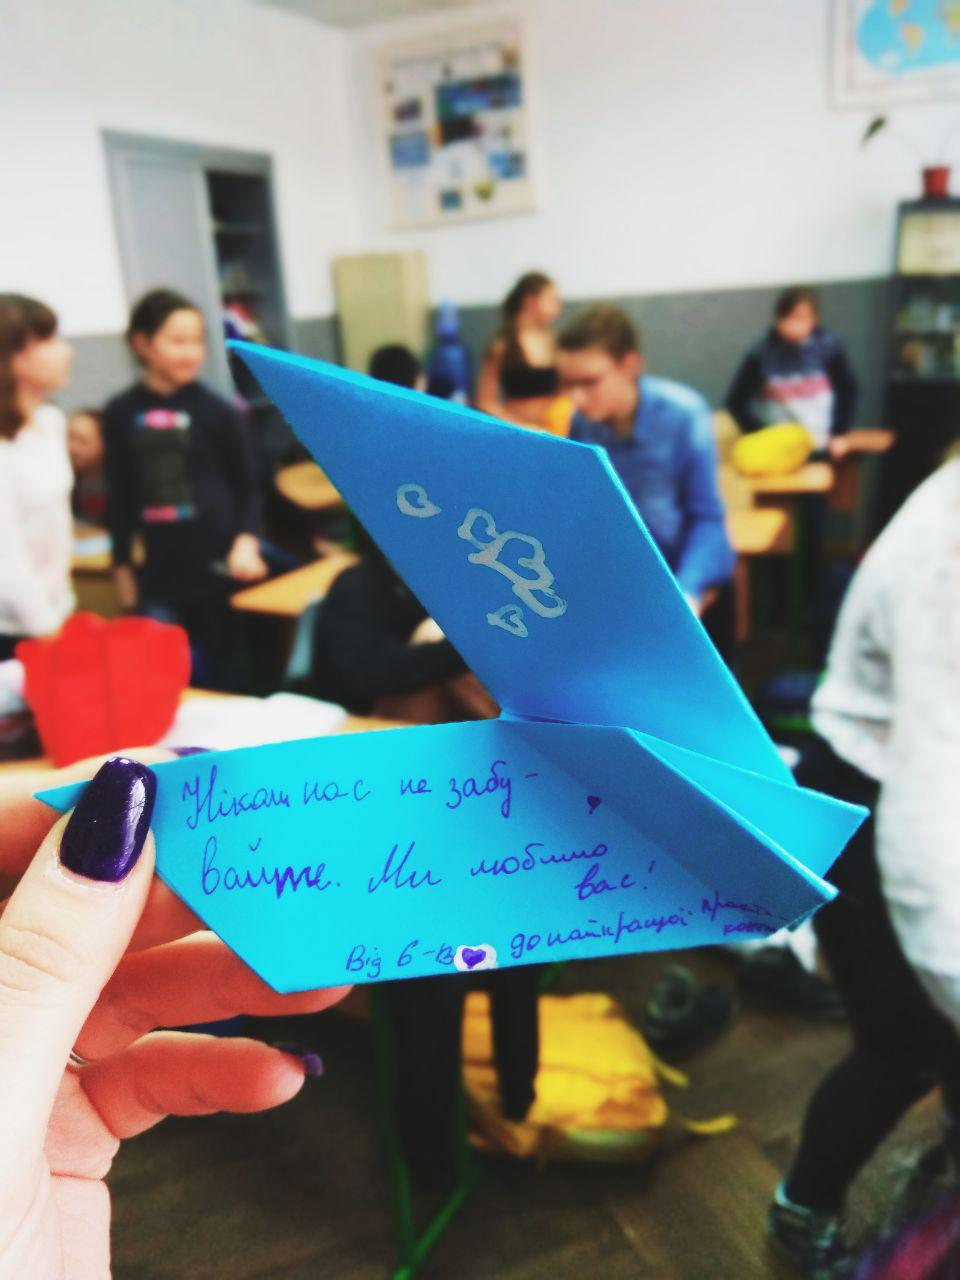 Ніколи нас не забу-
вайте. Ми любимо
вас!
Від 6-В до найкращої